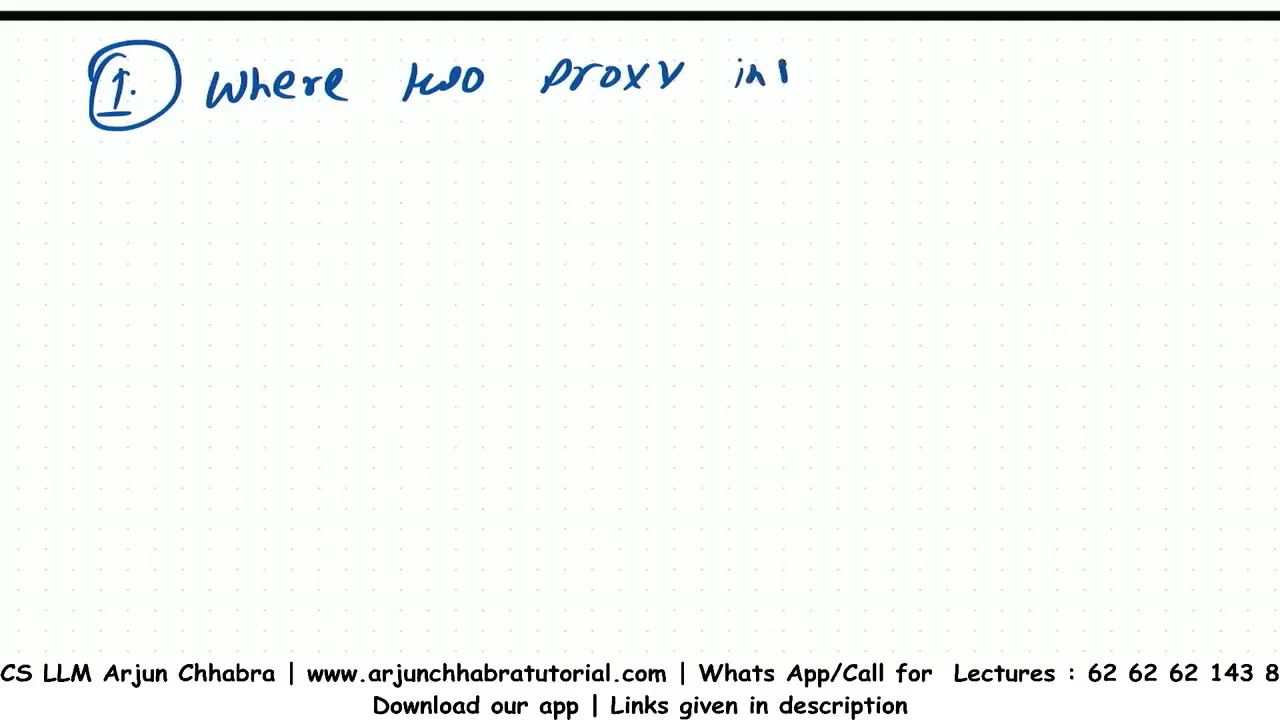 1. Where two proxy in
CS LLM Arjun Chhabra | www.arjunchhabratutorial.com | Whats App/Call for Lectures : 62 62 62 143 8
Download our app | Links given in description